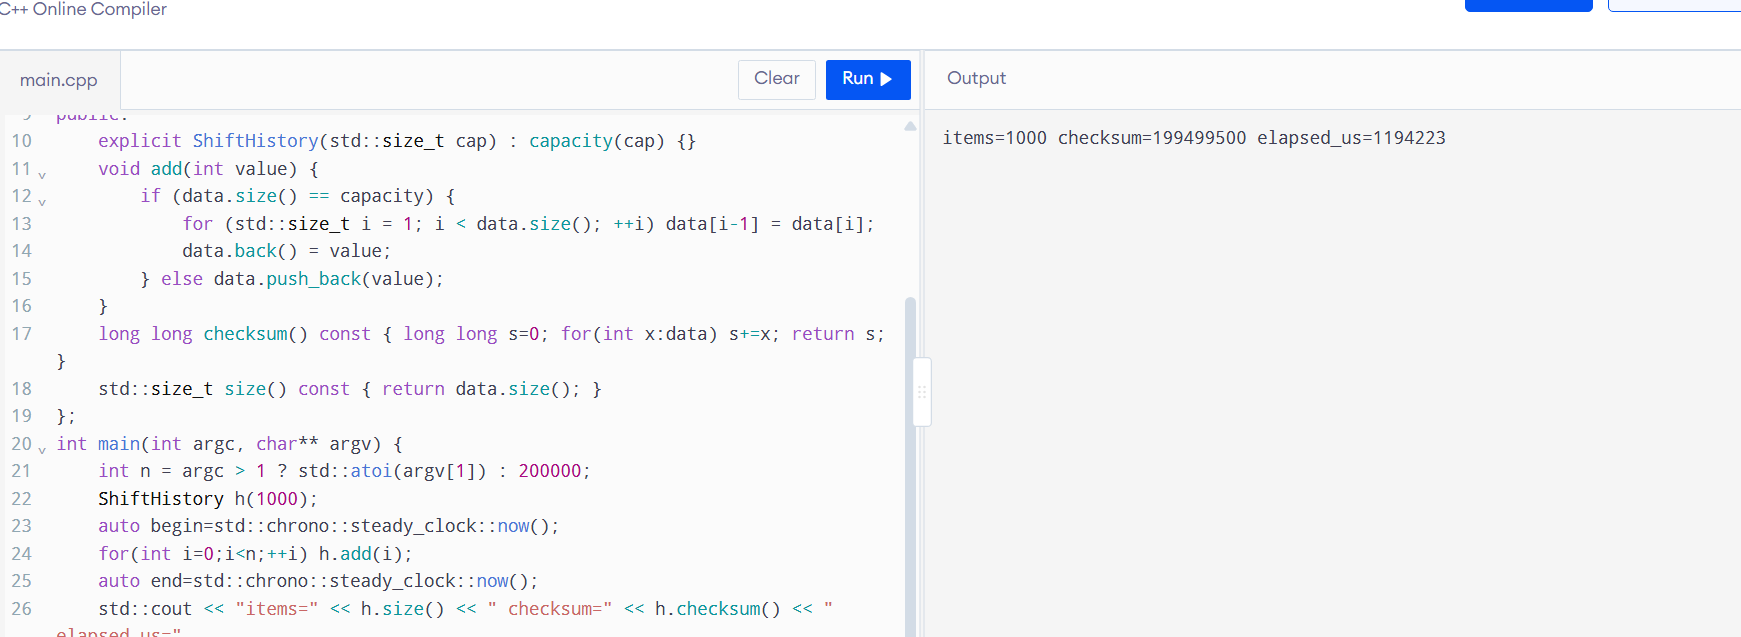 C++ Online Compiler
main.cpp
Clear
Run
Output
9 public:
10 explicit ShiftHistory(std::size_t cap) : capacity(cap) {}
11 void add(int value) {
12 if (data.size() == capacity) {
13 for (std::size_t i = 1; i < data.size(); ++i) data[i-1] = data[i];
14 data.back() = value;
15 } else data.push_back(value);
16 }
17 long long checksum() const { long long s=0; for(int x:data) s+=x; return s;
}
18 std::size_t size() const { return data.size(); }
19 };
20 int main(int argc, char** argv) {
21 int n = argc > 1 ? std::atoi(argv[1]) : 200000;
22 ShiftHistory h(1000);
23 auto begin=std::chrono::steady_clock::now();
24 for(int i=0;i<n;++i) h.add(i);
25 auto end=std::chrono::steady_clock::now();
26 std::cout << "items=" << h.size() << " checksum=" << h.checksum() << "
elapsed_us="
items=1000 checksum=199499500 elapsed_us=1194223